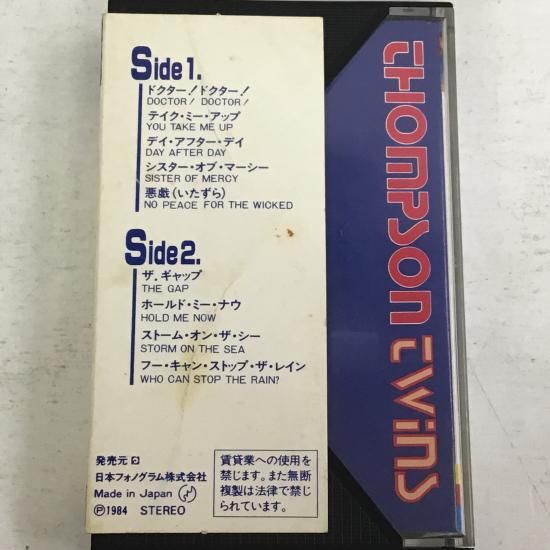 Side 1.
ドクター!ドクター!
DOCTOR! DOCTOR!
テイク・ミー・アップ
YOU TAKE ME UP
デイ・アフター・デイ
DAY AFTER DAY
シスター・オブ・マーシー
SISTER OF MERCY
悪戯(いたずら)
NO PEACE FOR THE WICKED
Side 2.
ザ・ギャップ
THE GAP
ホールド・ミー・ナウ
HOLD ME NOW
ストーム・オン・ザ・シー
STORM ON THE SEA
フー・キャン・ストップ・ザ・レイン
WHO CAN STOP THE RAIN?
発売元
日本フォノグラム株式会社
Made in Japan
Ⓟ1984 STEREO
賃貸業への使用を
禁じます。また無断
複製は法律で禁じ
られています。
THOMPSON TWINS